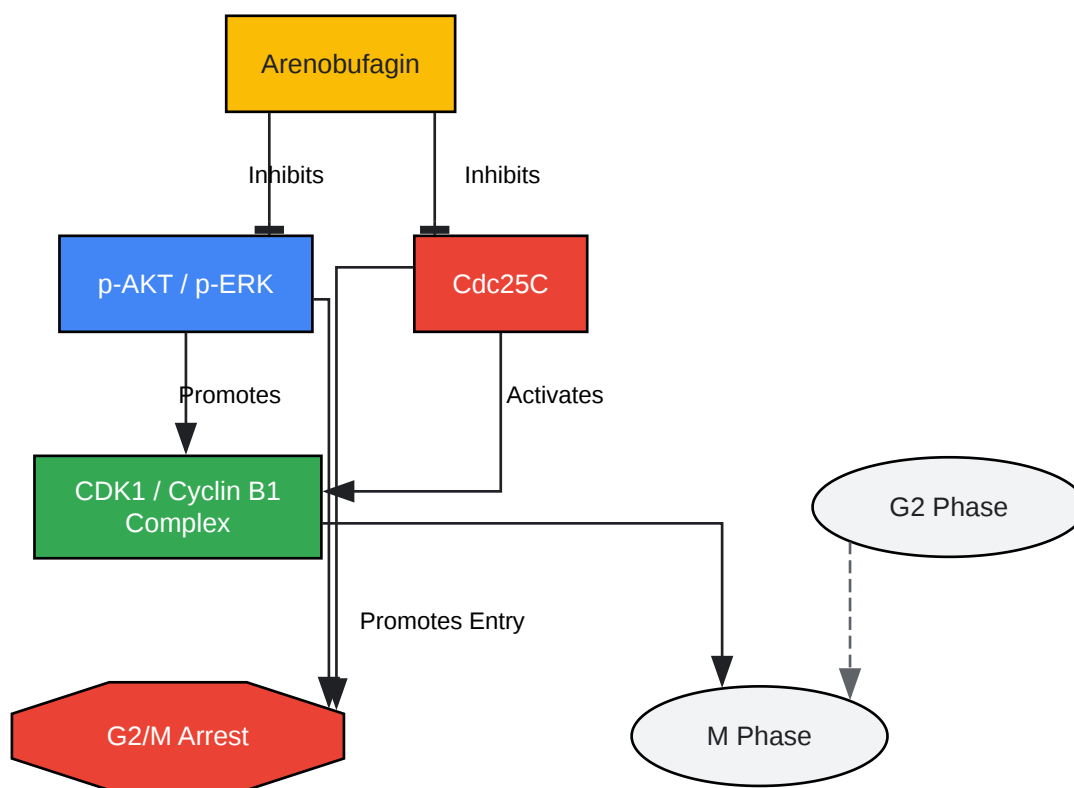 Arenobufagin
Inhibits
Inhibits
p-AKT / p-ERK
Cdc25C
Promotes
Activates
CDK1 / Cyclin B1
Complex
G2 Phase
Promotes Entry
G2/M Arrest
M Phase